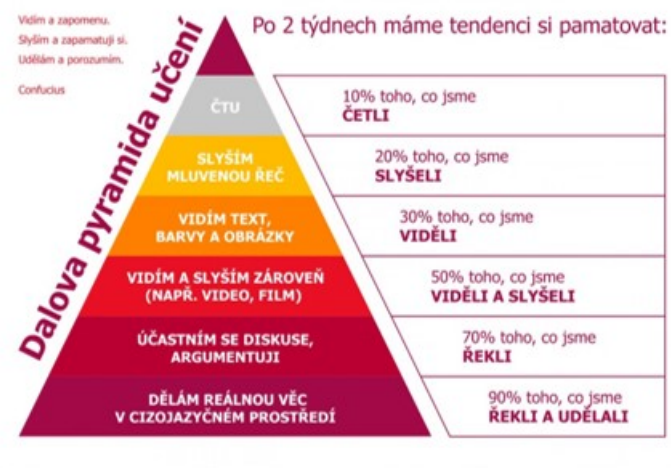 Vidím a zapomenu.
Slyším a zapamatuji si.
Udělám a porozumím.
Confucius
Dalova pyramida učení
Po 2 týdnech máme tendenci si pamatovat:
ČTU
10% toho, co jsme
ČETLI
SLYŠÍM
MLUVENOU ŘEČ
20% toho, co jsme
SLYŠELI
VIDÍM TEXT,
BARVY A OBRÁZKY
30% toho, co jsme
VIDĚLI
VIDÍM A SLYŠÍM ZÁROVEŇ
(NAPŘ. VIDEO, FILM)
50% toho, co jsme
VIDĚLI A SLYŠELI
ÚČASTNÍM SE DISKUSE,
ARGUMENTUJI
70% toho, co jsme
ŘEKLI
DĚLÁM REÁLNOU VĚC
V CIZOJAZYČNÉM PROSTŘEDÍ
90% toho, co jsme
ŘEKLI A UDĚLALI